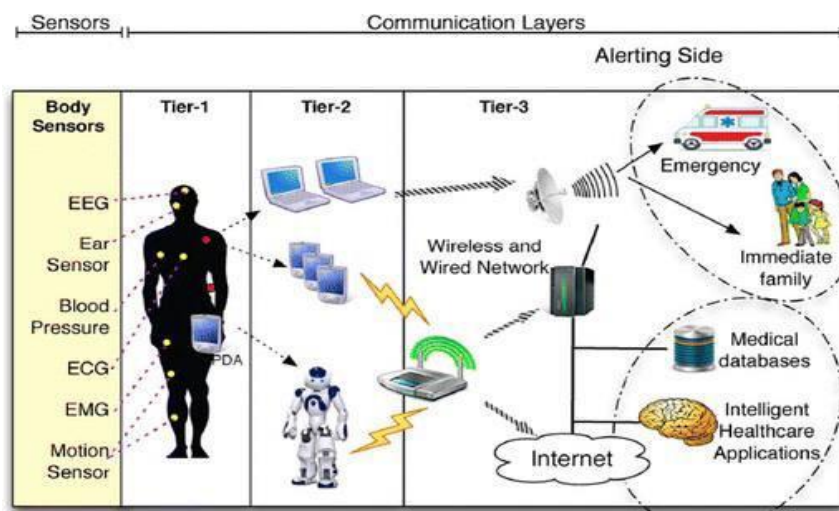 Sensors
Communication Layers
Alerting Side
Body
Sensors
Tier-1
Tier-2
Tier-3
EEG
Ear
Sensor
Blood
Pressure
ECG
EMG
Motion
Sensor
PDA
Wireless and
Wired Network
Emergency
Immediate
family
Medical
databases
Intelligent
Healthcare
Applications
Internet